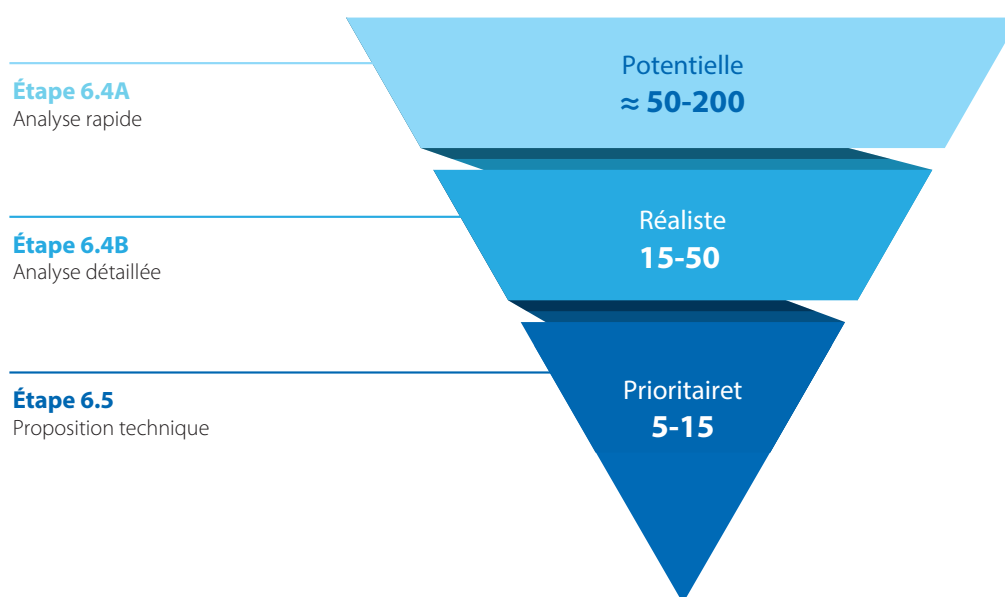 Potentielle
≈ 50-200
Étape 6.4A
Analyse rapide
Réaliste
15-50
Étape 6.4B
Analyse détaillée
Prioritairet
5-15
Étape 6.5
Proposition technique